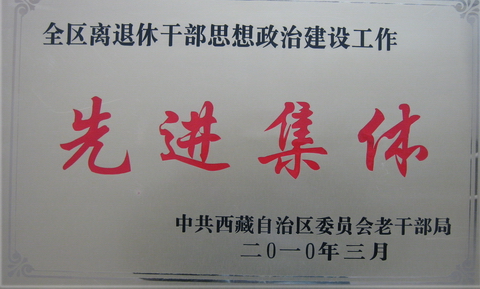 全区离退休干部思想政治建设工作
先进集体
中共西藏自治区委员会老干部局
二0一0年三月